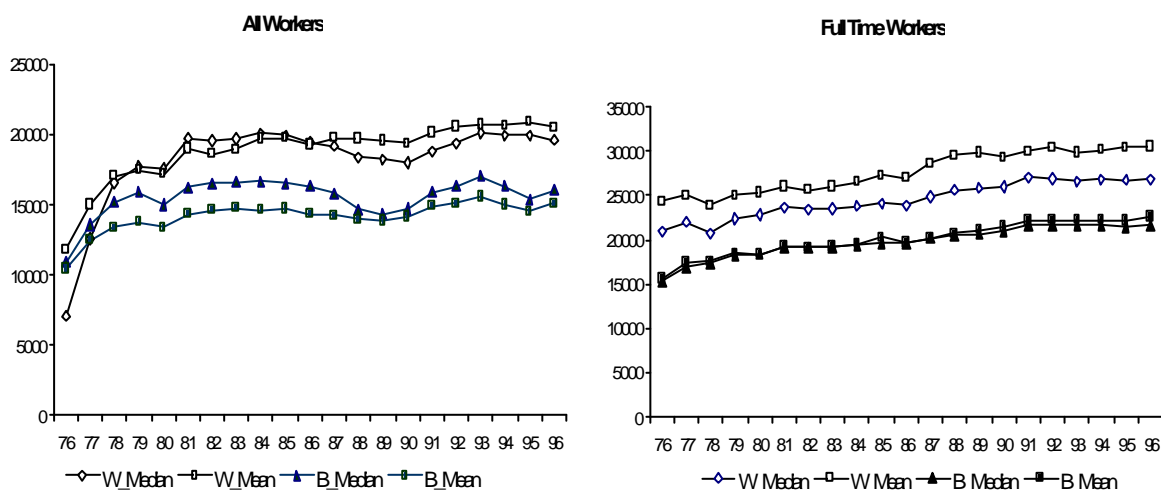 All Workers
25000
20000
15000
10000
5000
0
76 77 78 79 80 81 82 83 84 85 86 87 88 89 90 91 92 93 94 95 96
W_Median W_Mean B_Median B_Mean
Full Time Workers
35000
30000
25000
20000
15000
10000
5000
0
76 77 78 79 80 81 82 83 84 85 86 87 88 89 90 91 92 93 94 95 96
W Median W Mean B Median B Mean